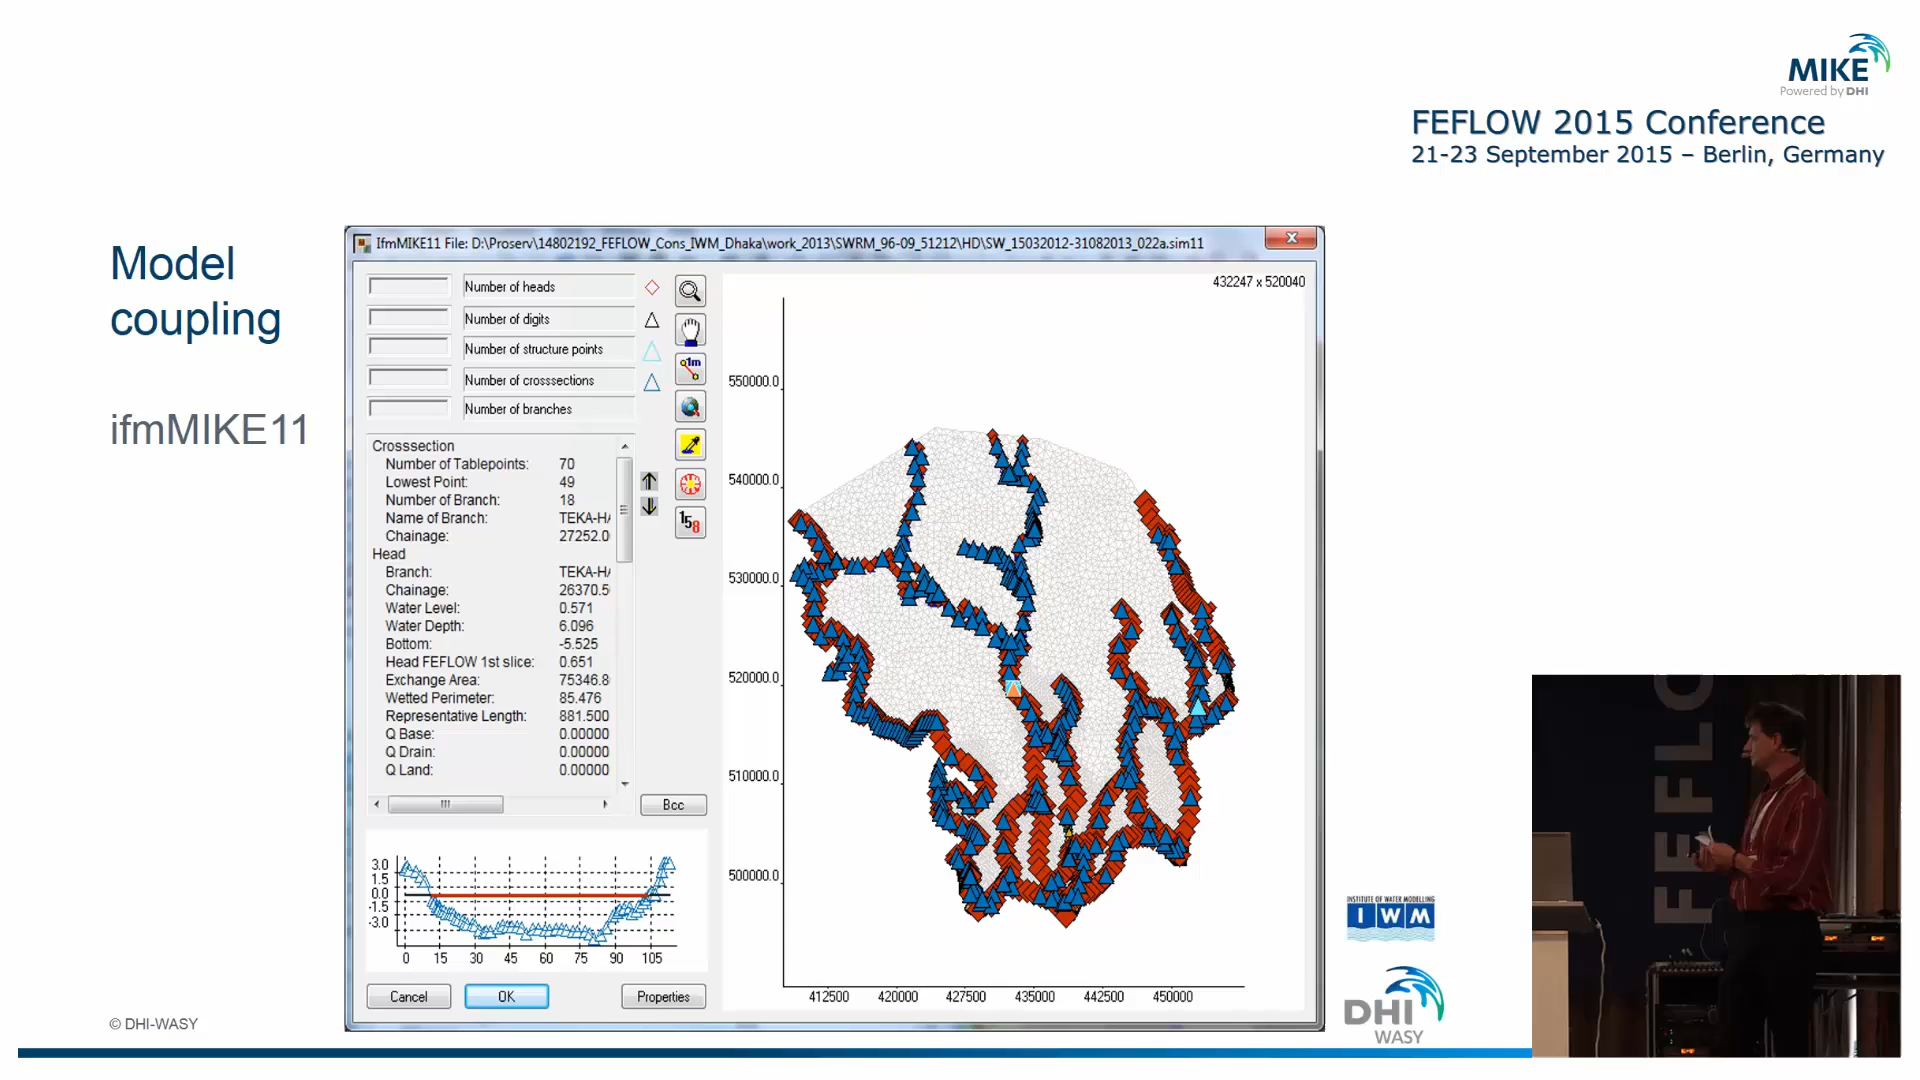 MIKE
Powered by DHI
FEFLOW 2015 Conference
21-23 September 2015 – Berlin, Germany
Model
coupling
ifmMIKE11
IfmMIKE11 File: D:\Proserv\14802192_FEFLOW_Cons_IWM_Dhaka\work_2013\SWRM_96-09_51212\HD\SW_15032012-31082013_022a.sim11
Number of heads
Number of digits
Number of structure points
Number of crosssections
Number of branches
1m
158
432247 x 520040
Crosssection
Number of Tablepoints: 70
Lowest Point: 49
Number of Branch: 18
Name of Branch: TEKA-HA
Chainage: 27252.0
Head
Branch: TEKA-HA
Chainage: 26370.50
Water Level: 0.571
Water Depth: 6.096
Bottom: -5.525
Head FEFLOW 1st slice: 0.651
Exchange Area: 75346.8
Wetted Perimeter: 85.476
Representative Length: 881.500
Q Base: 0.00000
Q Drain: 0.00000
Q Land: 0.00000
Bcc
3.0
1.5
0.0
-1.5
-3.0
0 15 30 45 60 75 90 105
Cancel
OK
Properties
550000.0
540000.0
530000.0
520000.0
510000.0
500000.0
412500 420000 427500 435000 442500 450000
INSTITUTE OF WATER MODELLING
IWM
DHI
WASY
© DHI-WASY
FEFLO